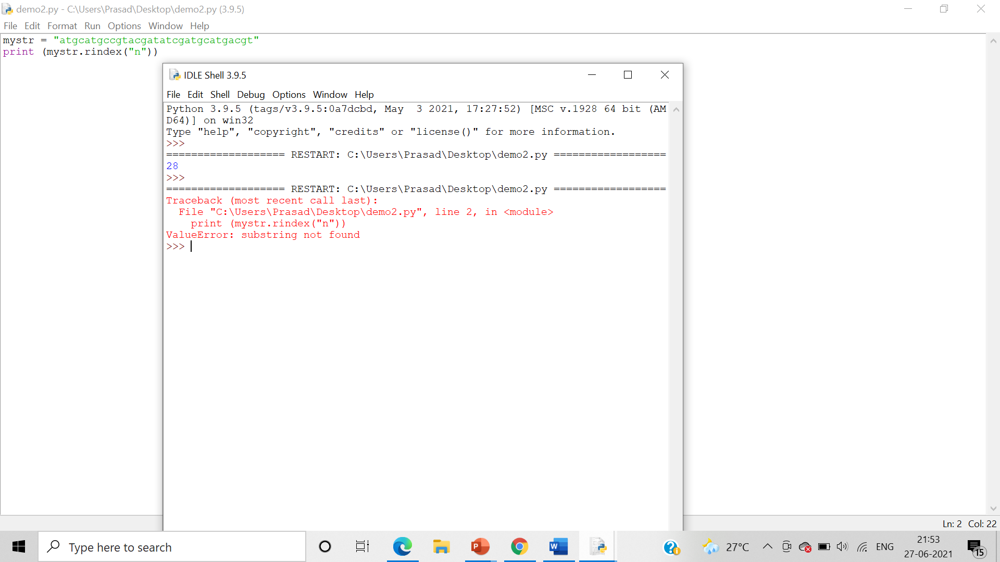 demo2.py - C:\Users\Prasad\Desktop\demo2.py (3.9.5)
File Edit Format Run Options Window Help
mystr = "atgcatgccgtacgatatcgatgcatgacgt"
print (mystr.rindex("n"))
IDLE Shell 3.9.5
File Edit Shell Debug Options Window Help
Python 3.9.5 (tags/v3.9.5:0a7dcbd, May  3 2021, 17:27:52) [MSC v.1928 64 bit (AM
D64)] on win32
Type "help", "copyright", "credits" or "license()" for more information.
>>>
=================== RESTART: C:\Users\Prasad\Desktop\demo2.py ==================
28
>>>
=================== RESTART: C:\Users\Prasad\Desktop\demo2.py ==================
Traceback (most recent call last):
  File "C:\Users\Prasad\Desktop\demo2.py", line 2, in <module>
    print (mystr.rindex("n"))
ValueError: substring not found
>>>
Ln: 2 Col: 22
Type here to search
27°C
ENG
21:53
27-06-2021
15